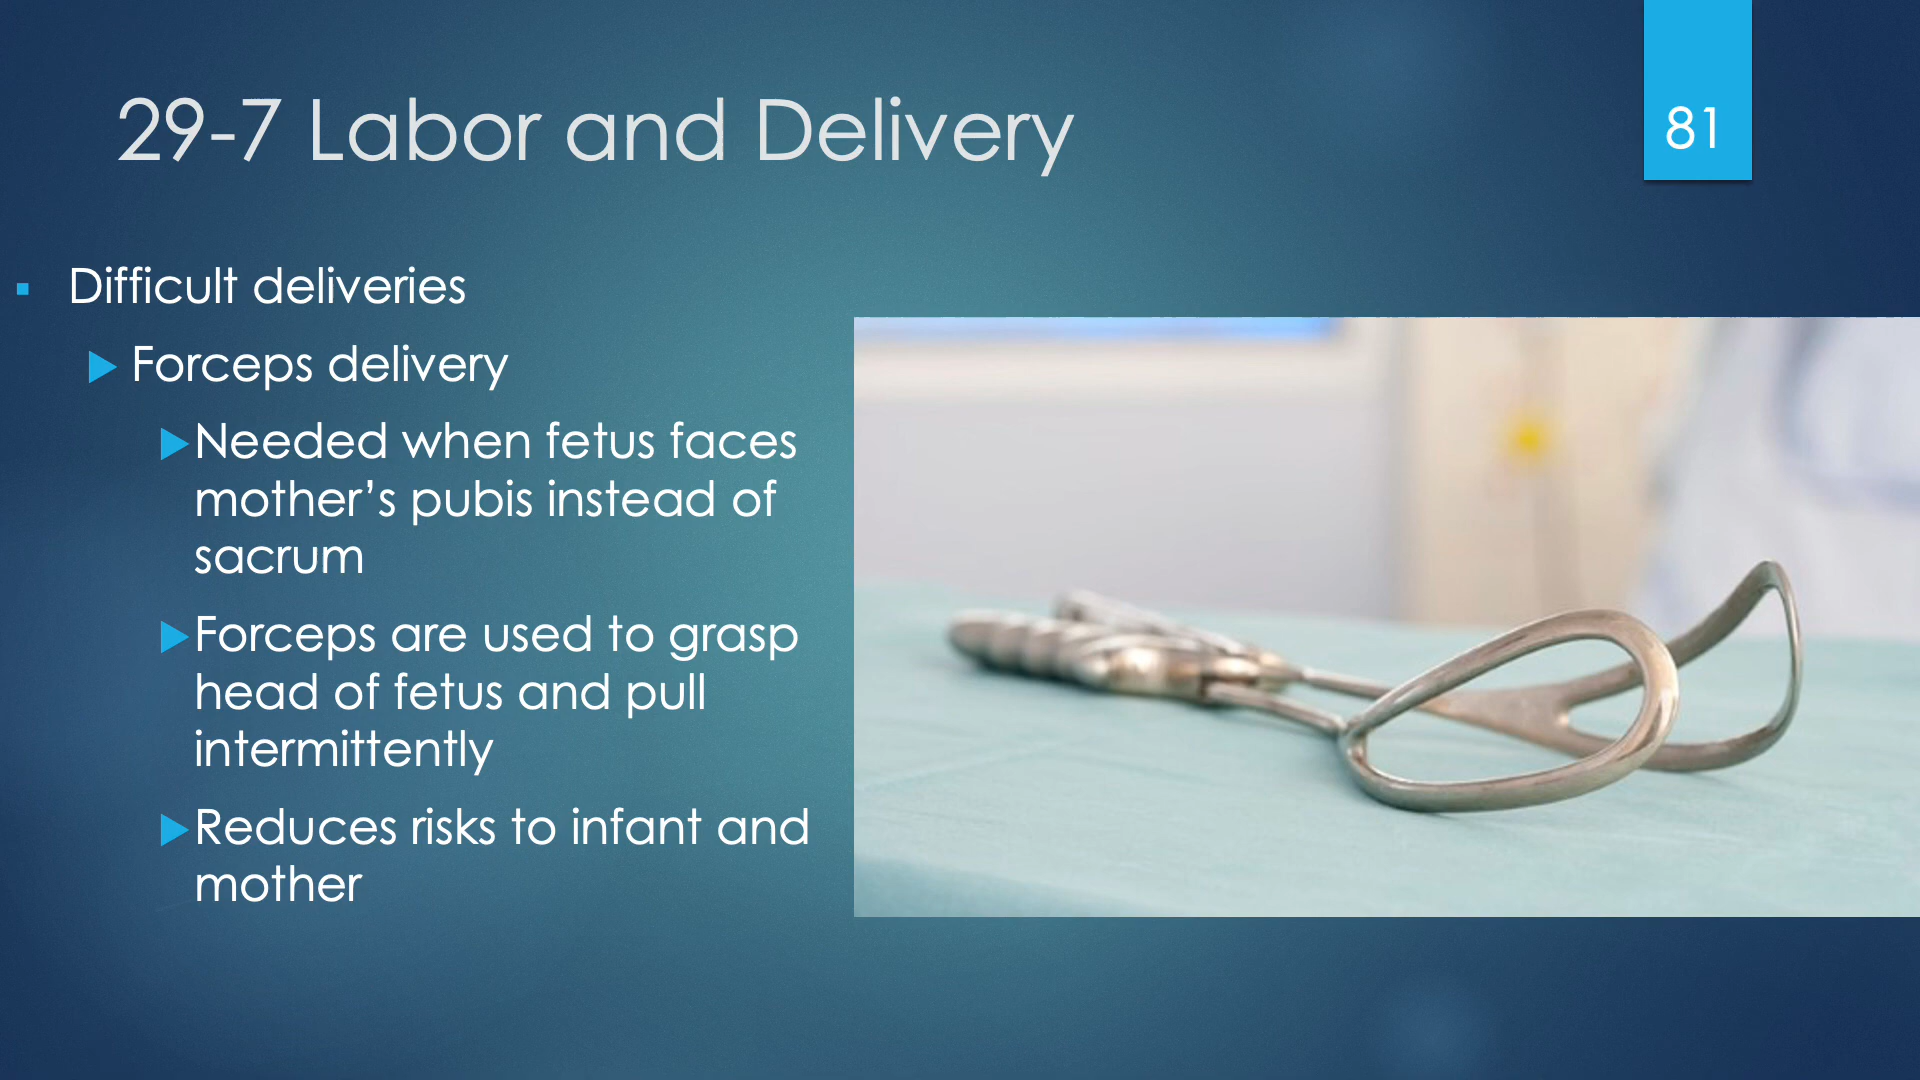 29-7 Labor and Delivery
81
Difficult deliveries
Forceps delivery
Needed when fetus faces
mother’s pubis instead of
sacrum
Forceps are used to grasp
head of fetus and pull
intermittently
Reduces risks to infant and
mother